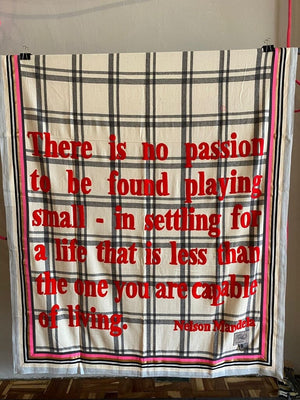 There is no passion
to be found playing
small - in settling for
a life that is less than
the one you are capable
of living.
Nelson Mandela